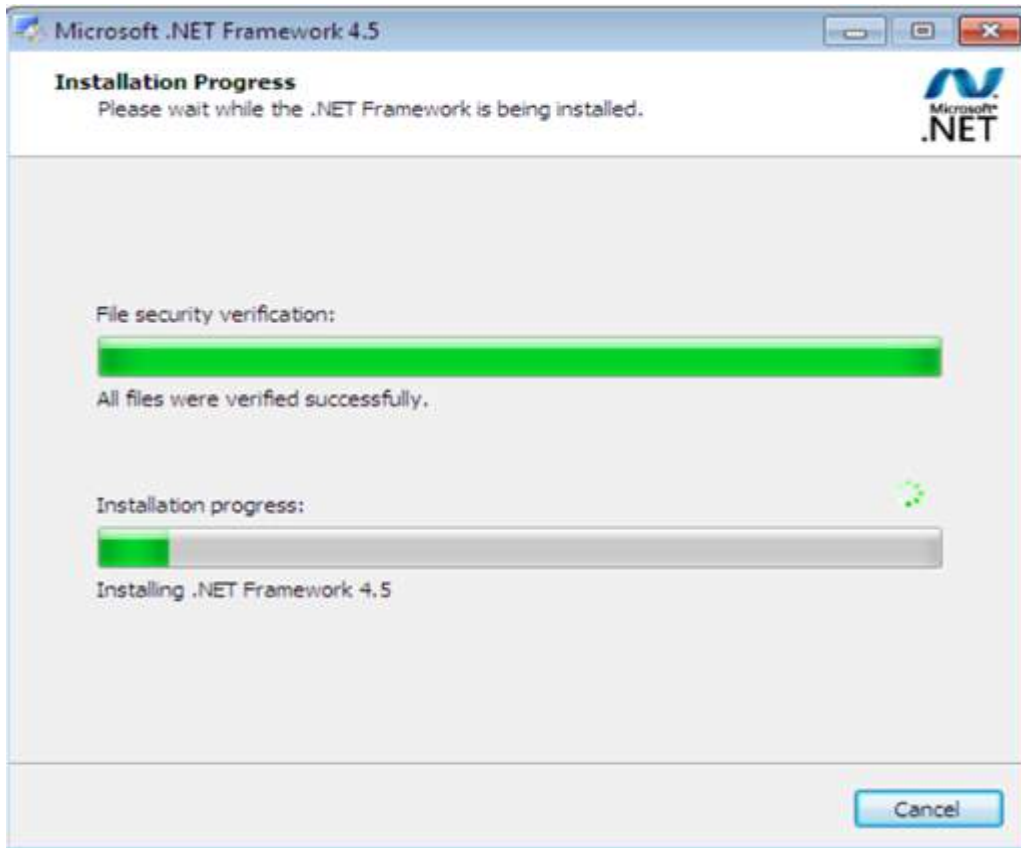 Microsoft .NET Framework 4.5
Installation Progress
Please wait while the .NET Framework is being installed.
Microsoft
.NET
File security verification:
All files were verified successfully.
Installation progress:
Installing .NET Framework 4.5
Cancel